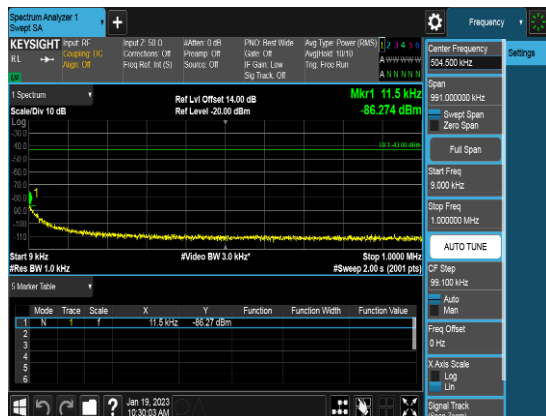 Spectrum Analyzer 1
Swept SA
+
Frequency
KEYSIGHT
Input: RF
Input Z: 50 Ω
#Atten: 0 dB
PNO: Best Wide
Avg Type: Power (RMS)
1 2 3 4 5 6
RL
Coupling: DC
Corrections: Off
Preamp: Off
Gate: Off
Avg|Hold: 10/10
A W W W W W
Align: Off
Freq Ref: Int (S)
Source: Off
IF Gain: Low
Trig: Free Run
Sig Track: Off
A N N N N N
1 Spectrum
Ref Lvl Offset 14.00 dB
Mkr1 11.5 kHz
Scale/Div 10 dB
Ref Level -20.00 dBm
-86.274 dBm
Log
-30.0
-40.0
-50.0
-60.0
-70.0
-80.0
-90.0
-100
-110
1
Start 9 kHz
#Video BW 3.0 kHz*
Stop 1.0000 MHz
#Res BW 1.0 kHz
#Sweep 2.00 s (2001 pts)
5 Marker Table
Mode Trace Scale X Y Function Function Width Function Value
1 N 1 f 11.5 kHz -86.27 dBm
2
3
4
5
6
Jan 19, 2023
10:30:03 AM
Center Frequency
504.500 kHz
Settings
Span
991.000000 kHz
Swept Span
Zero Span
Full Span
Start Freq
9.000 kHz
Stop Freq
1.000000 MHz
AUTO TUNE
CF Step
99.100 kHz
Auto
Man
Freq Offset
0 Hz
X Axis Scale
Log
Lin
Signal Track